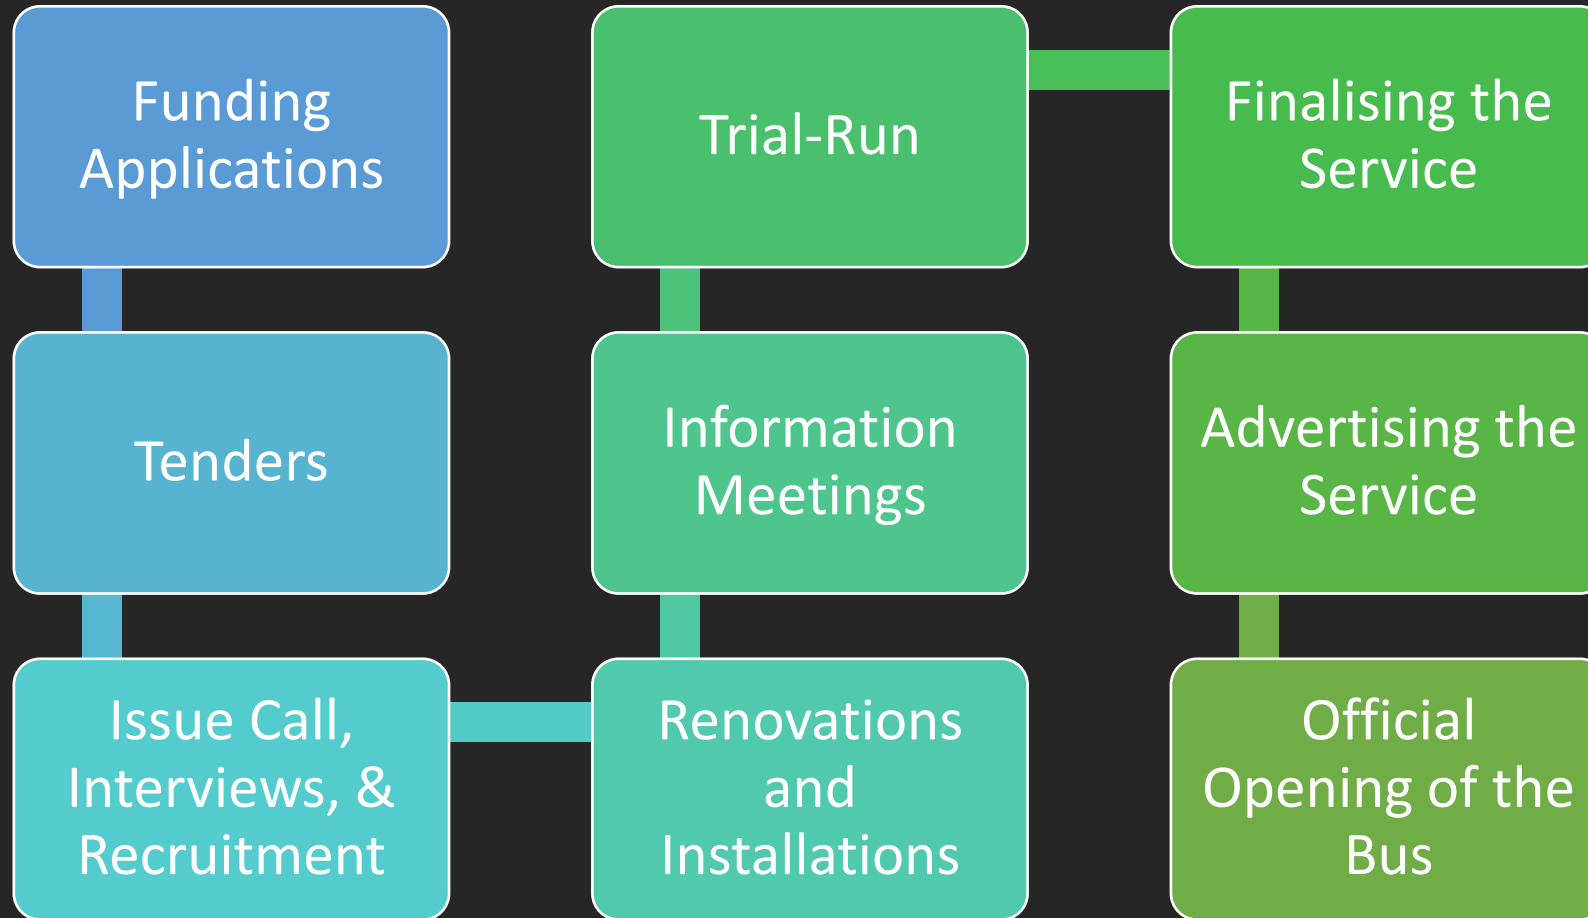 Funding
Applications
Tenders
Issue Call,
Interviews, &
Recruitment
Renovations
and
Installations
Information
Meetings
Trial-Run
Finalising the
Service
Advertising the
Service
Official
Opening of the
Bus